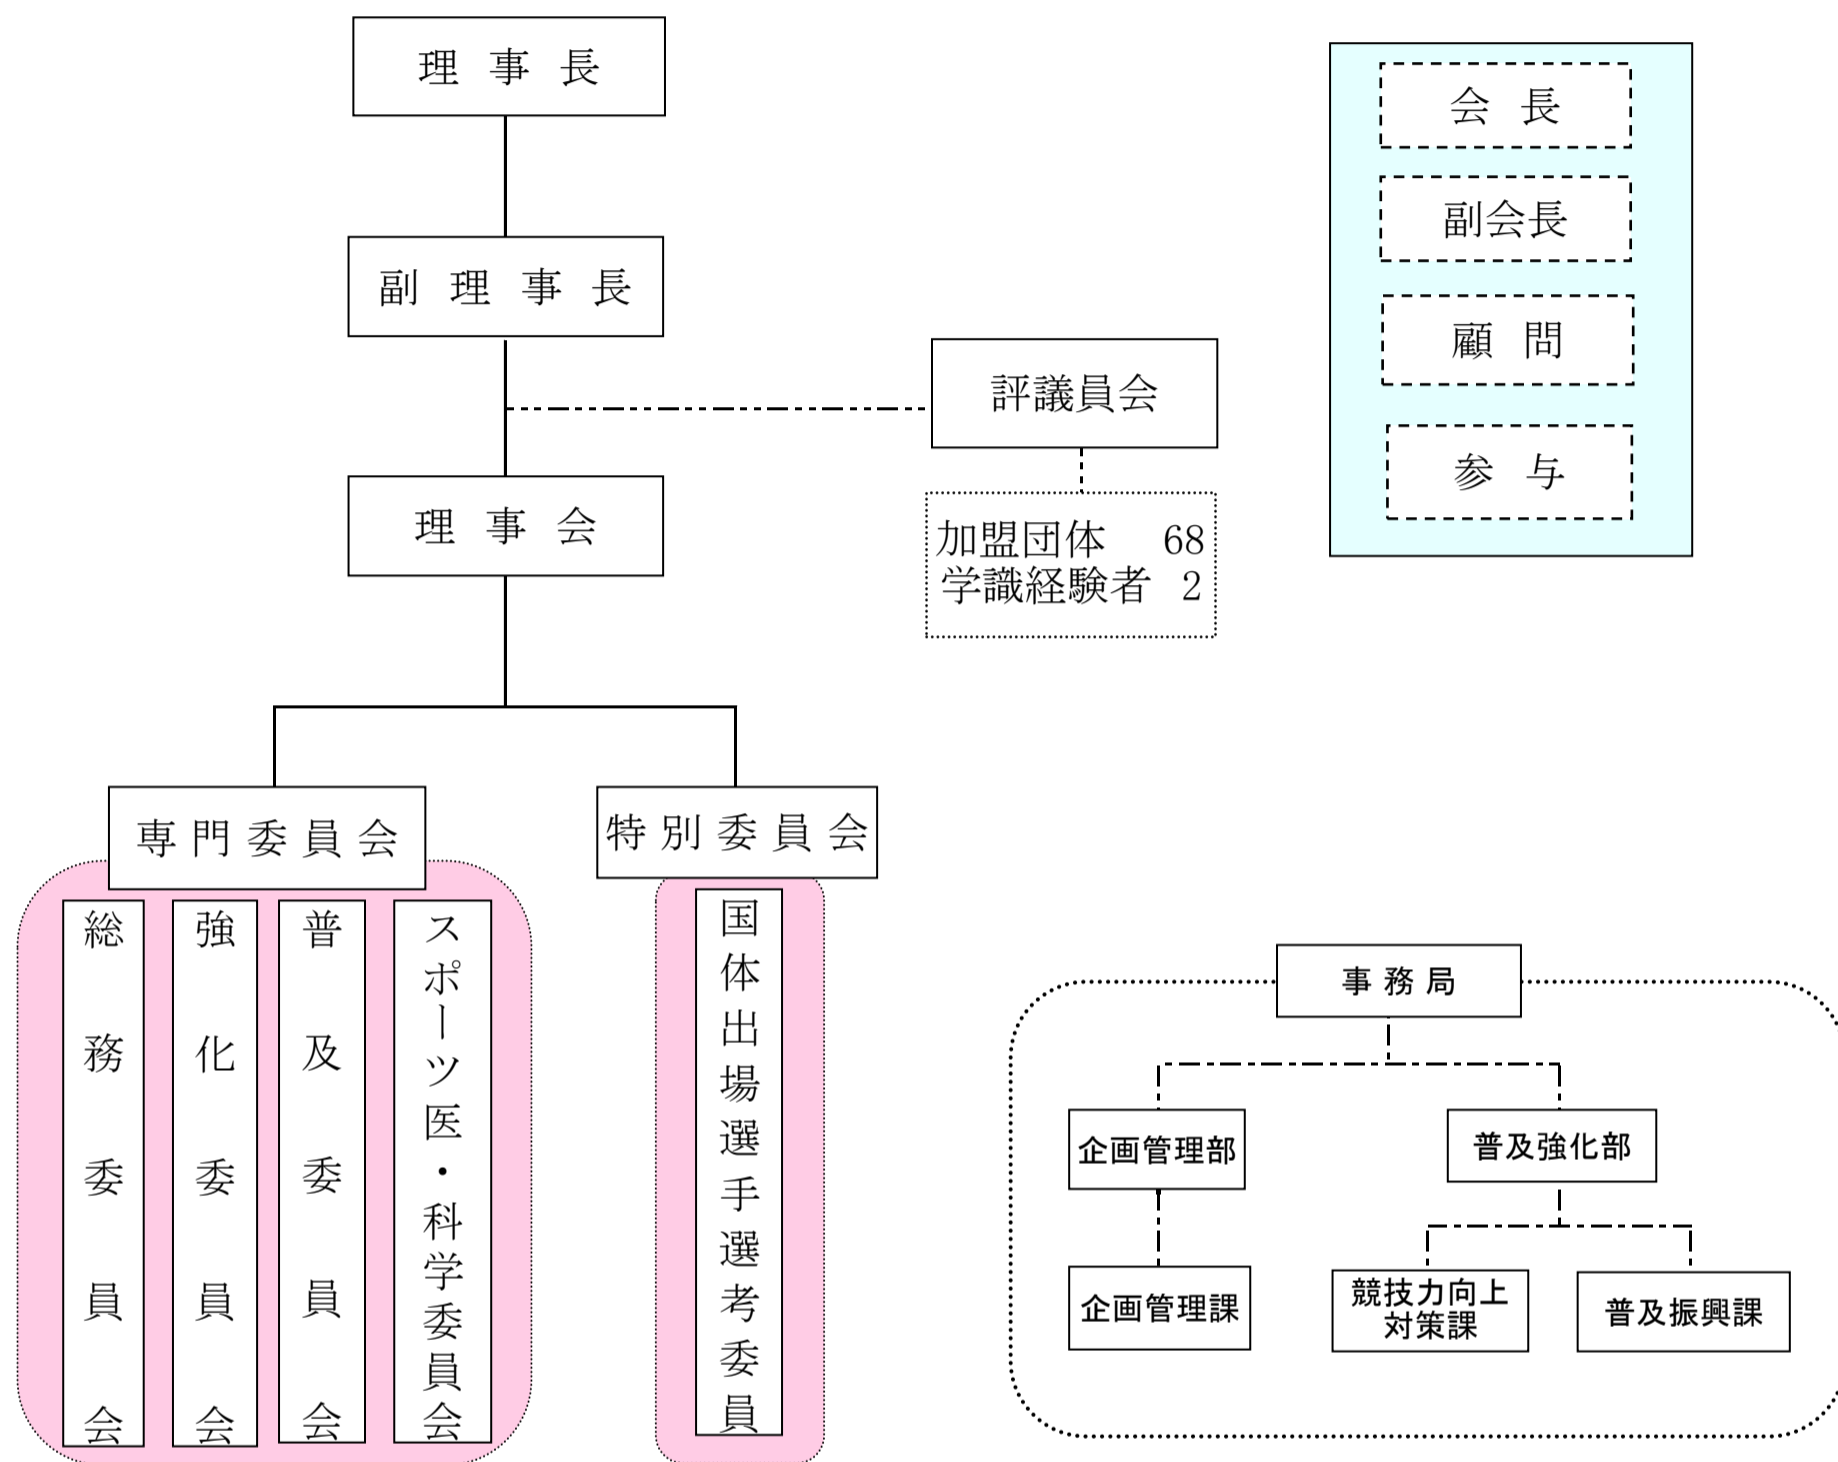 理事長
副理事長
評議員会
理事会
加盟団体 68
学識経験者 2
会長
副会長
顧問
参与
専門委員会
総務委員会
強化委員会
普及委員会
スポーツ医・科学委員会
特別委員会
国体出場選手選考委員
事務局
企画管理部
普及強化部
企画管理課
競技力向上
対策課
普及振興課